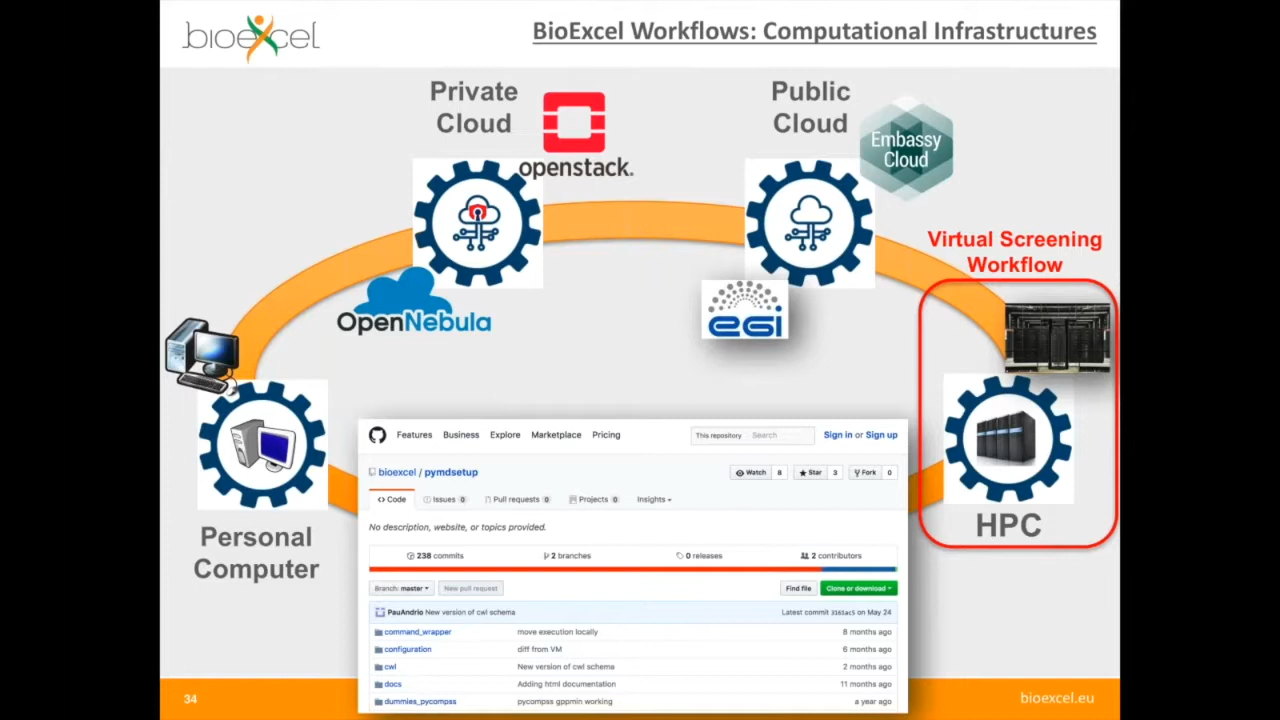 bioexcel
BioExcel Workflows: Computational Infrastructures
Private
Cloud
openstack.
Public
Cloud
Embassy
Cloud
OpenNebula
egi
Virtual Screening
Workflow
HPC
Personal
Computer
Features Business Explore Marketplace Pricing This repository Search Sign in or Sign up
bioexcel / pymdsetup Watch 8 Star 3 Fork 0
<> Code Issues 0 Pull requests 0 Projects 0 Insights
No description, website, or topics provided.
238 commits 2 branches 0 releases 2 contributors
Branch: master New pull request Find file Clone or download
PauAndrio New version of cwl schema Latest commit 3161ac5 on May 24
command_wrapper move execution locally 8 months ago
configuration diff from VM 6 months ago
cwl New version of cwl schema 2 months ago
docs Adding html documentation 11 months ago
dummies_pycompss pycompss gppmin working a year ago
34
bioexcel.eu